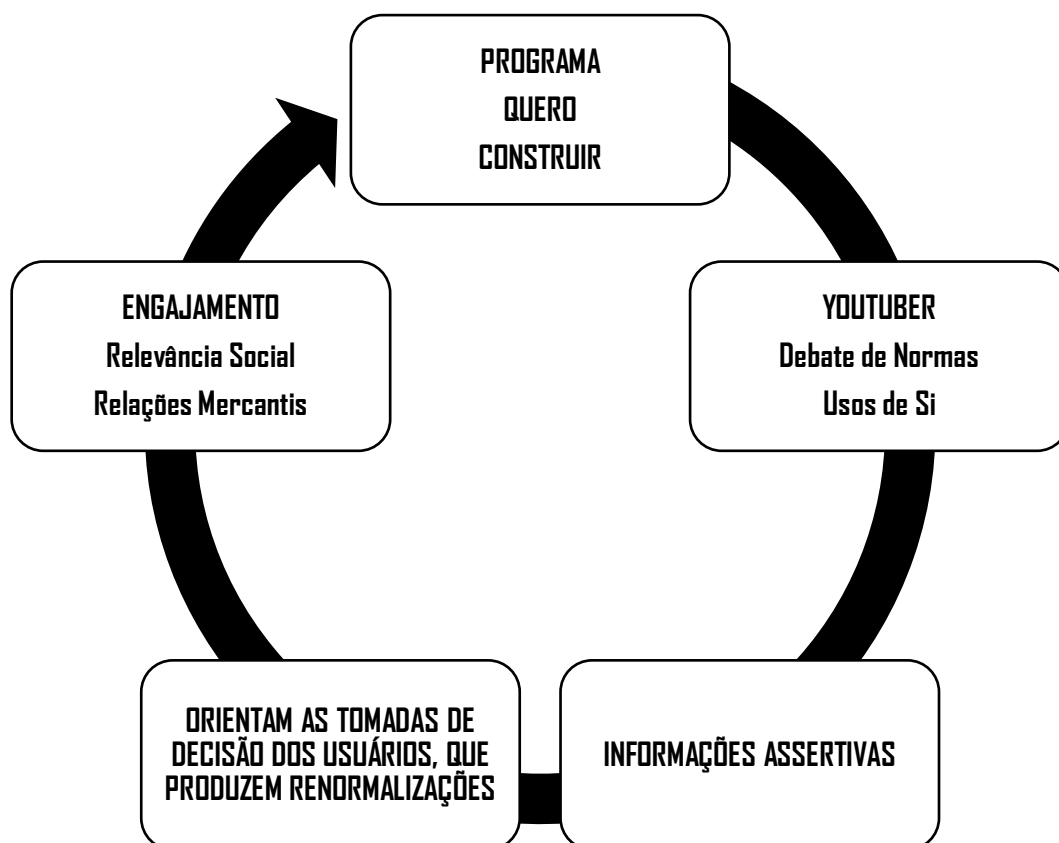 PROGRAMA
QUERO
CONSTRUIR
YOUTUBER
Debate de Normas
Usos de Si
INFORMAÇÕES ASSERTIVAS
ORIENTAM AS TOMADAS DE
DECISÃO DOS USUÁRIOS, QUE
PRODUZEM RENORMALIZAÇÕES
ENGAJAMENTO
Relevância Social
Relações Mercantis